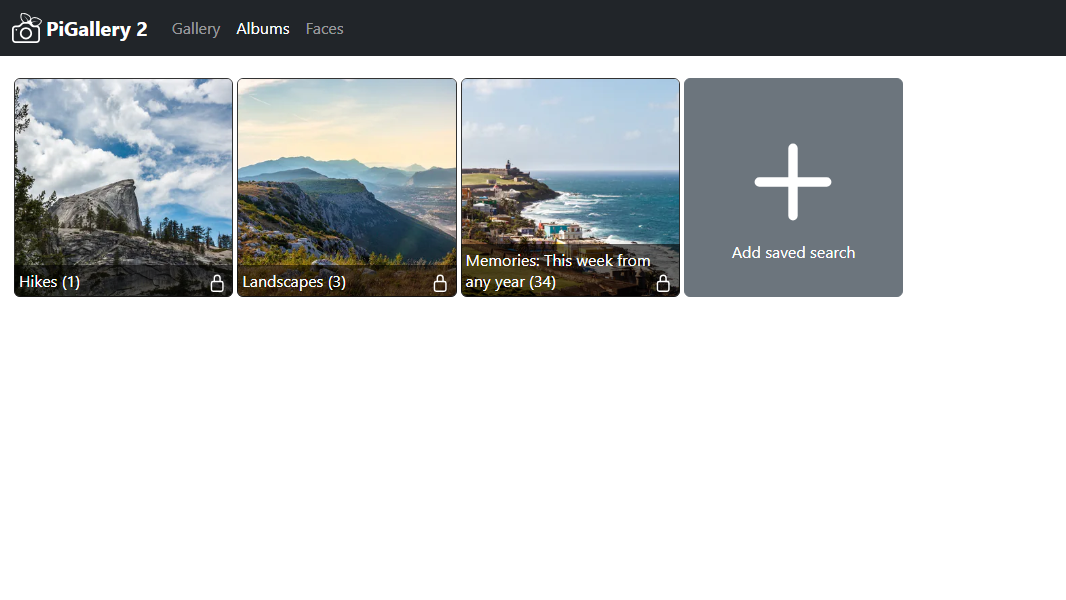 PiGallery 2 Gallery Albums Faces
Hikes (1)
Landscapes (3)
Memories: This week from
any year (34)
Add saved search